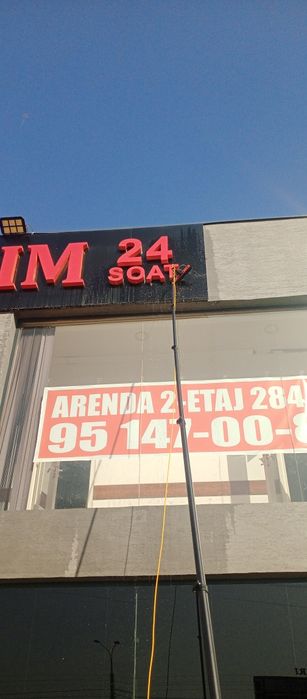 IM 24
SOAT
ARENDA 2-ETAJ 284
95 147-00-